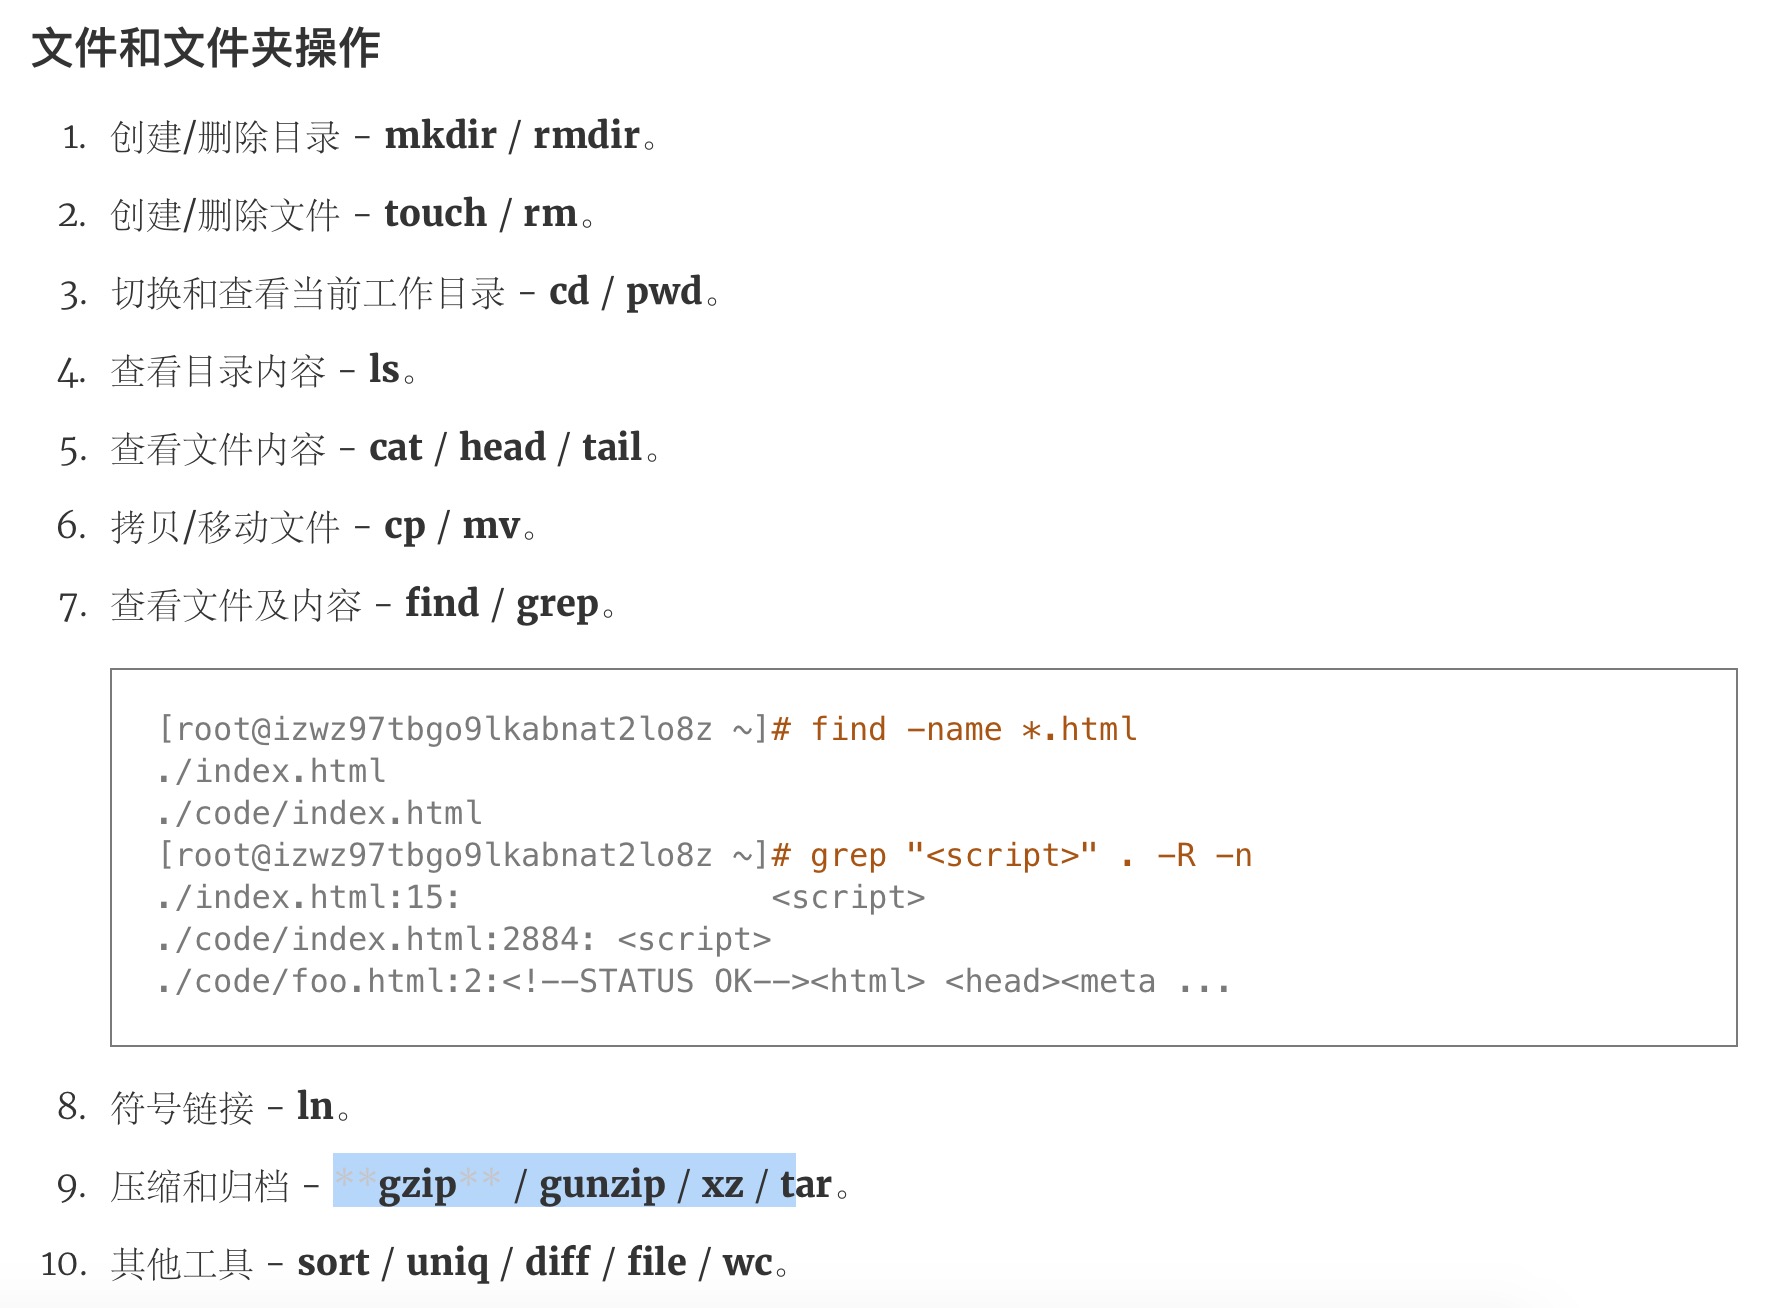 文件和文件夹操作
1. 创建/删除目录 - mkdir / rmdir。
2. 创建/删除文件 - touch / rm。
3. 切换和查看当前工作目录 - cd / pwd。
4. 查看目录内容 - ls。
5. 查看文件内容 - cat / head / tail。
6. 拷贝/移动文件 - cp / mv。
7. 查看文件及内容 - find / grep。
[root@izwz97tbgo9lkabnat2lo8z ~]# find -name *.html
./index.html
./code/index.html
[root@izwz97tbgo9lkabnat2lo8z ~]# grep "<script>" . -R -n
./index.html:15:                <script>
./code/index.html:2884: <script>
./code/foo.html:2:<!--STATUS OK--><html> <head><meta ...
8. 符号链接 - ln。
9. 压缩和归档 - **gzip** / gunzip / xz / tar。
10. 其他工具 - sort / uniq / diff / file / wc。